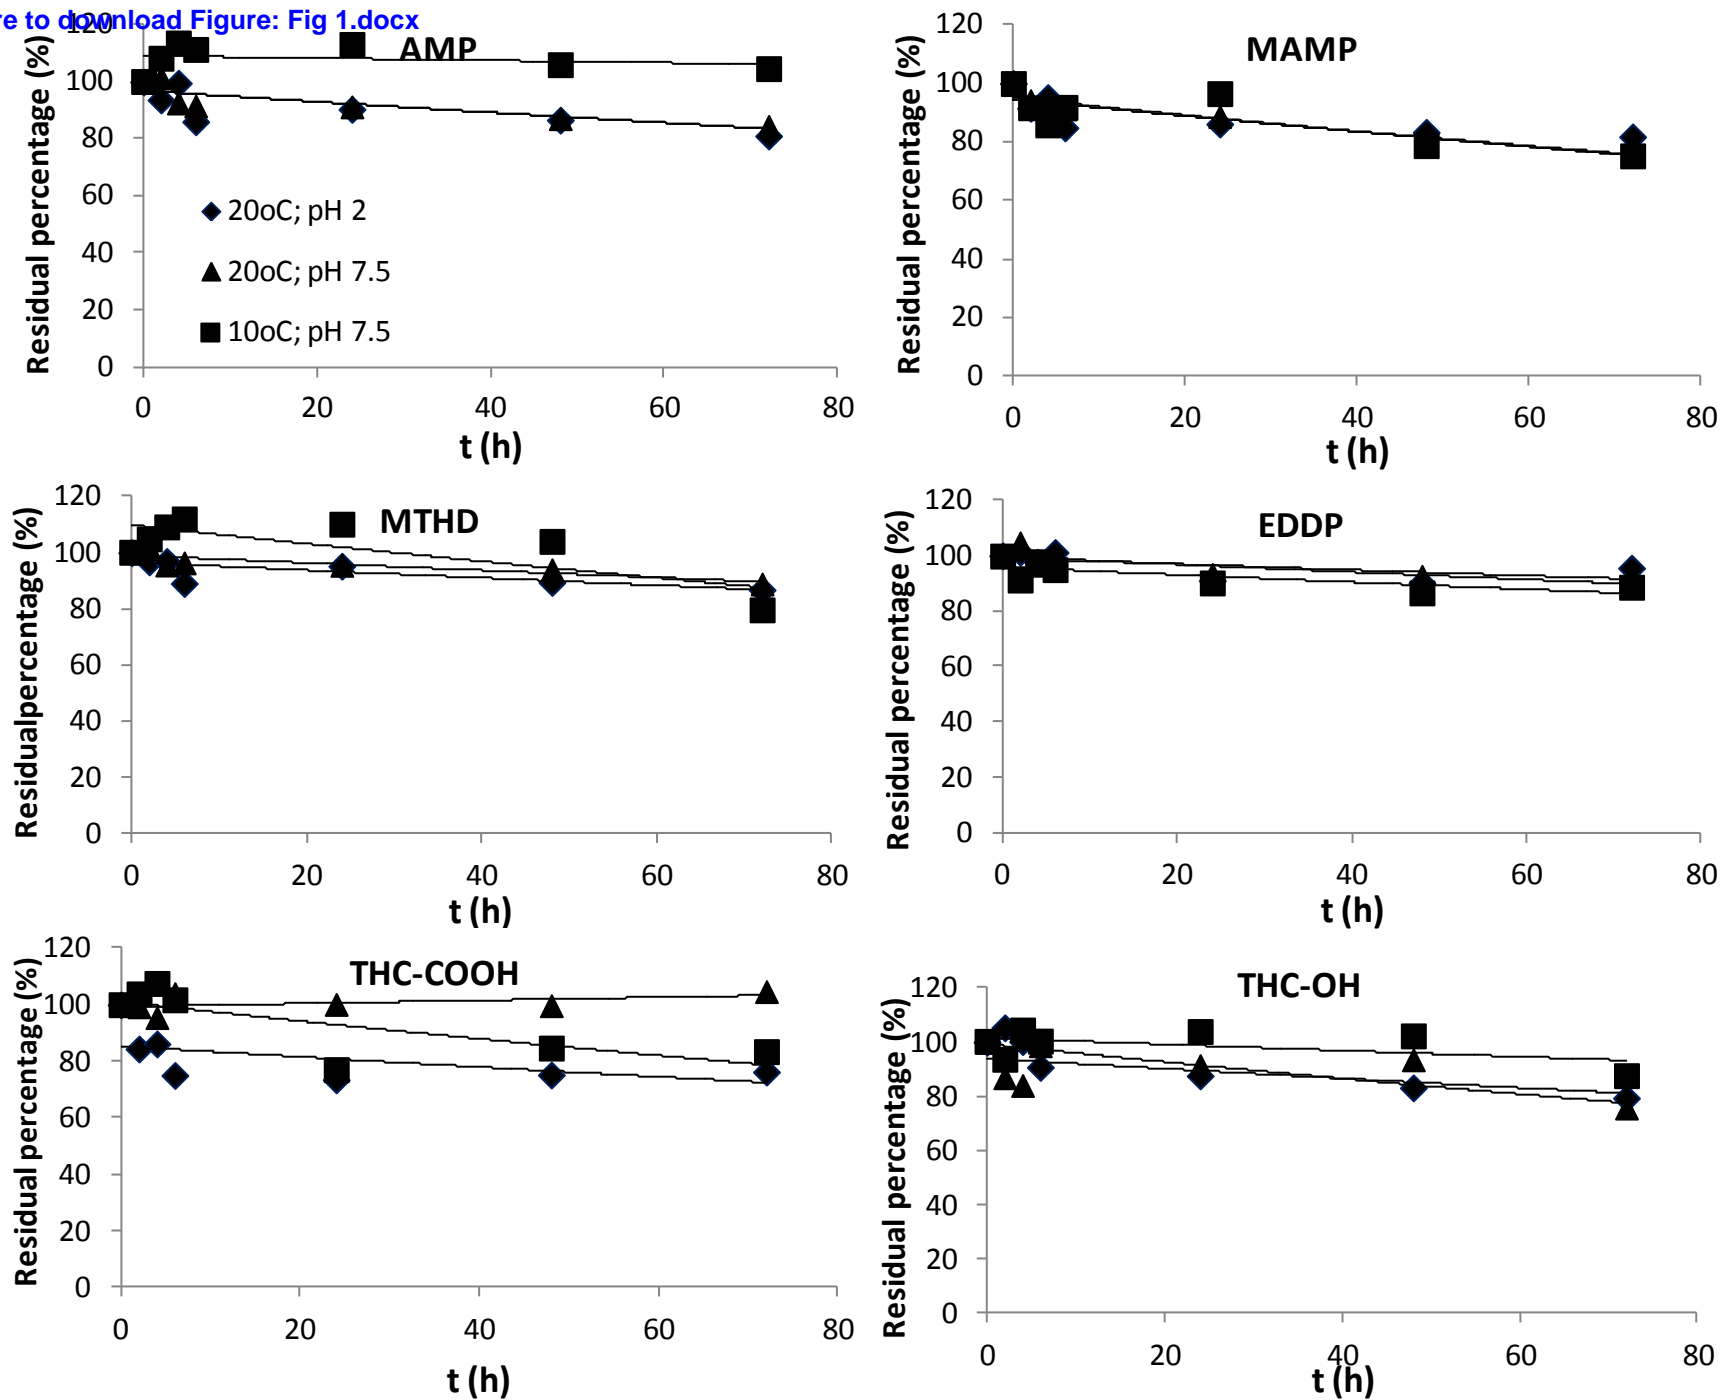 re to download Figure: Fig 1.docx
AMP
Residual percentage (%)
120
100
80
60
40
20
0
20oC; pH 2
20oC; pH 7.5
10oC; pH 7.5
0 20 40 60 80
t (h)
MAMP
Residual percentage (%)
120
100
80
60
40
20
0
0 20 40 60 80
t (h)
MTHD
Residualpercentage (%)
120
100
80
60
40
20
0
0 20 40 60 80
t (h)
EDDP
Residual percentage (%)
120
100
80
60
40
20
0
0 20 40 60 80
t (h)
THC-COOH
Residual percentage (%)
120
100
80
60
40
20
0
0 20 40 60 80
t (h)
THC-OH
Residual percentage (%)
120
100
80
60
40
20
0
0 20 40 60 80
t (h)